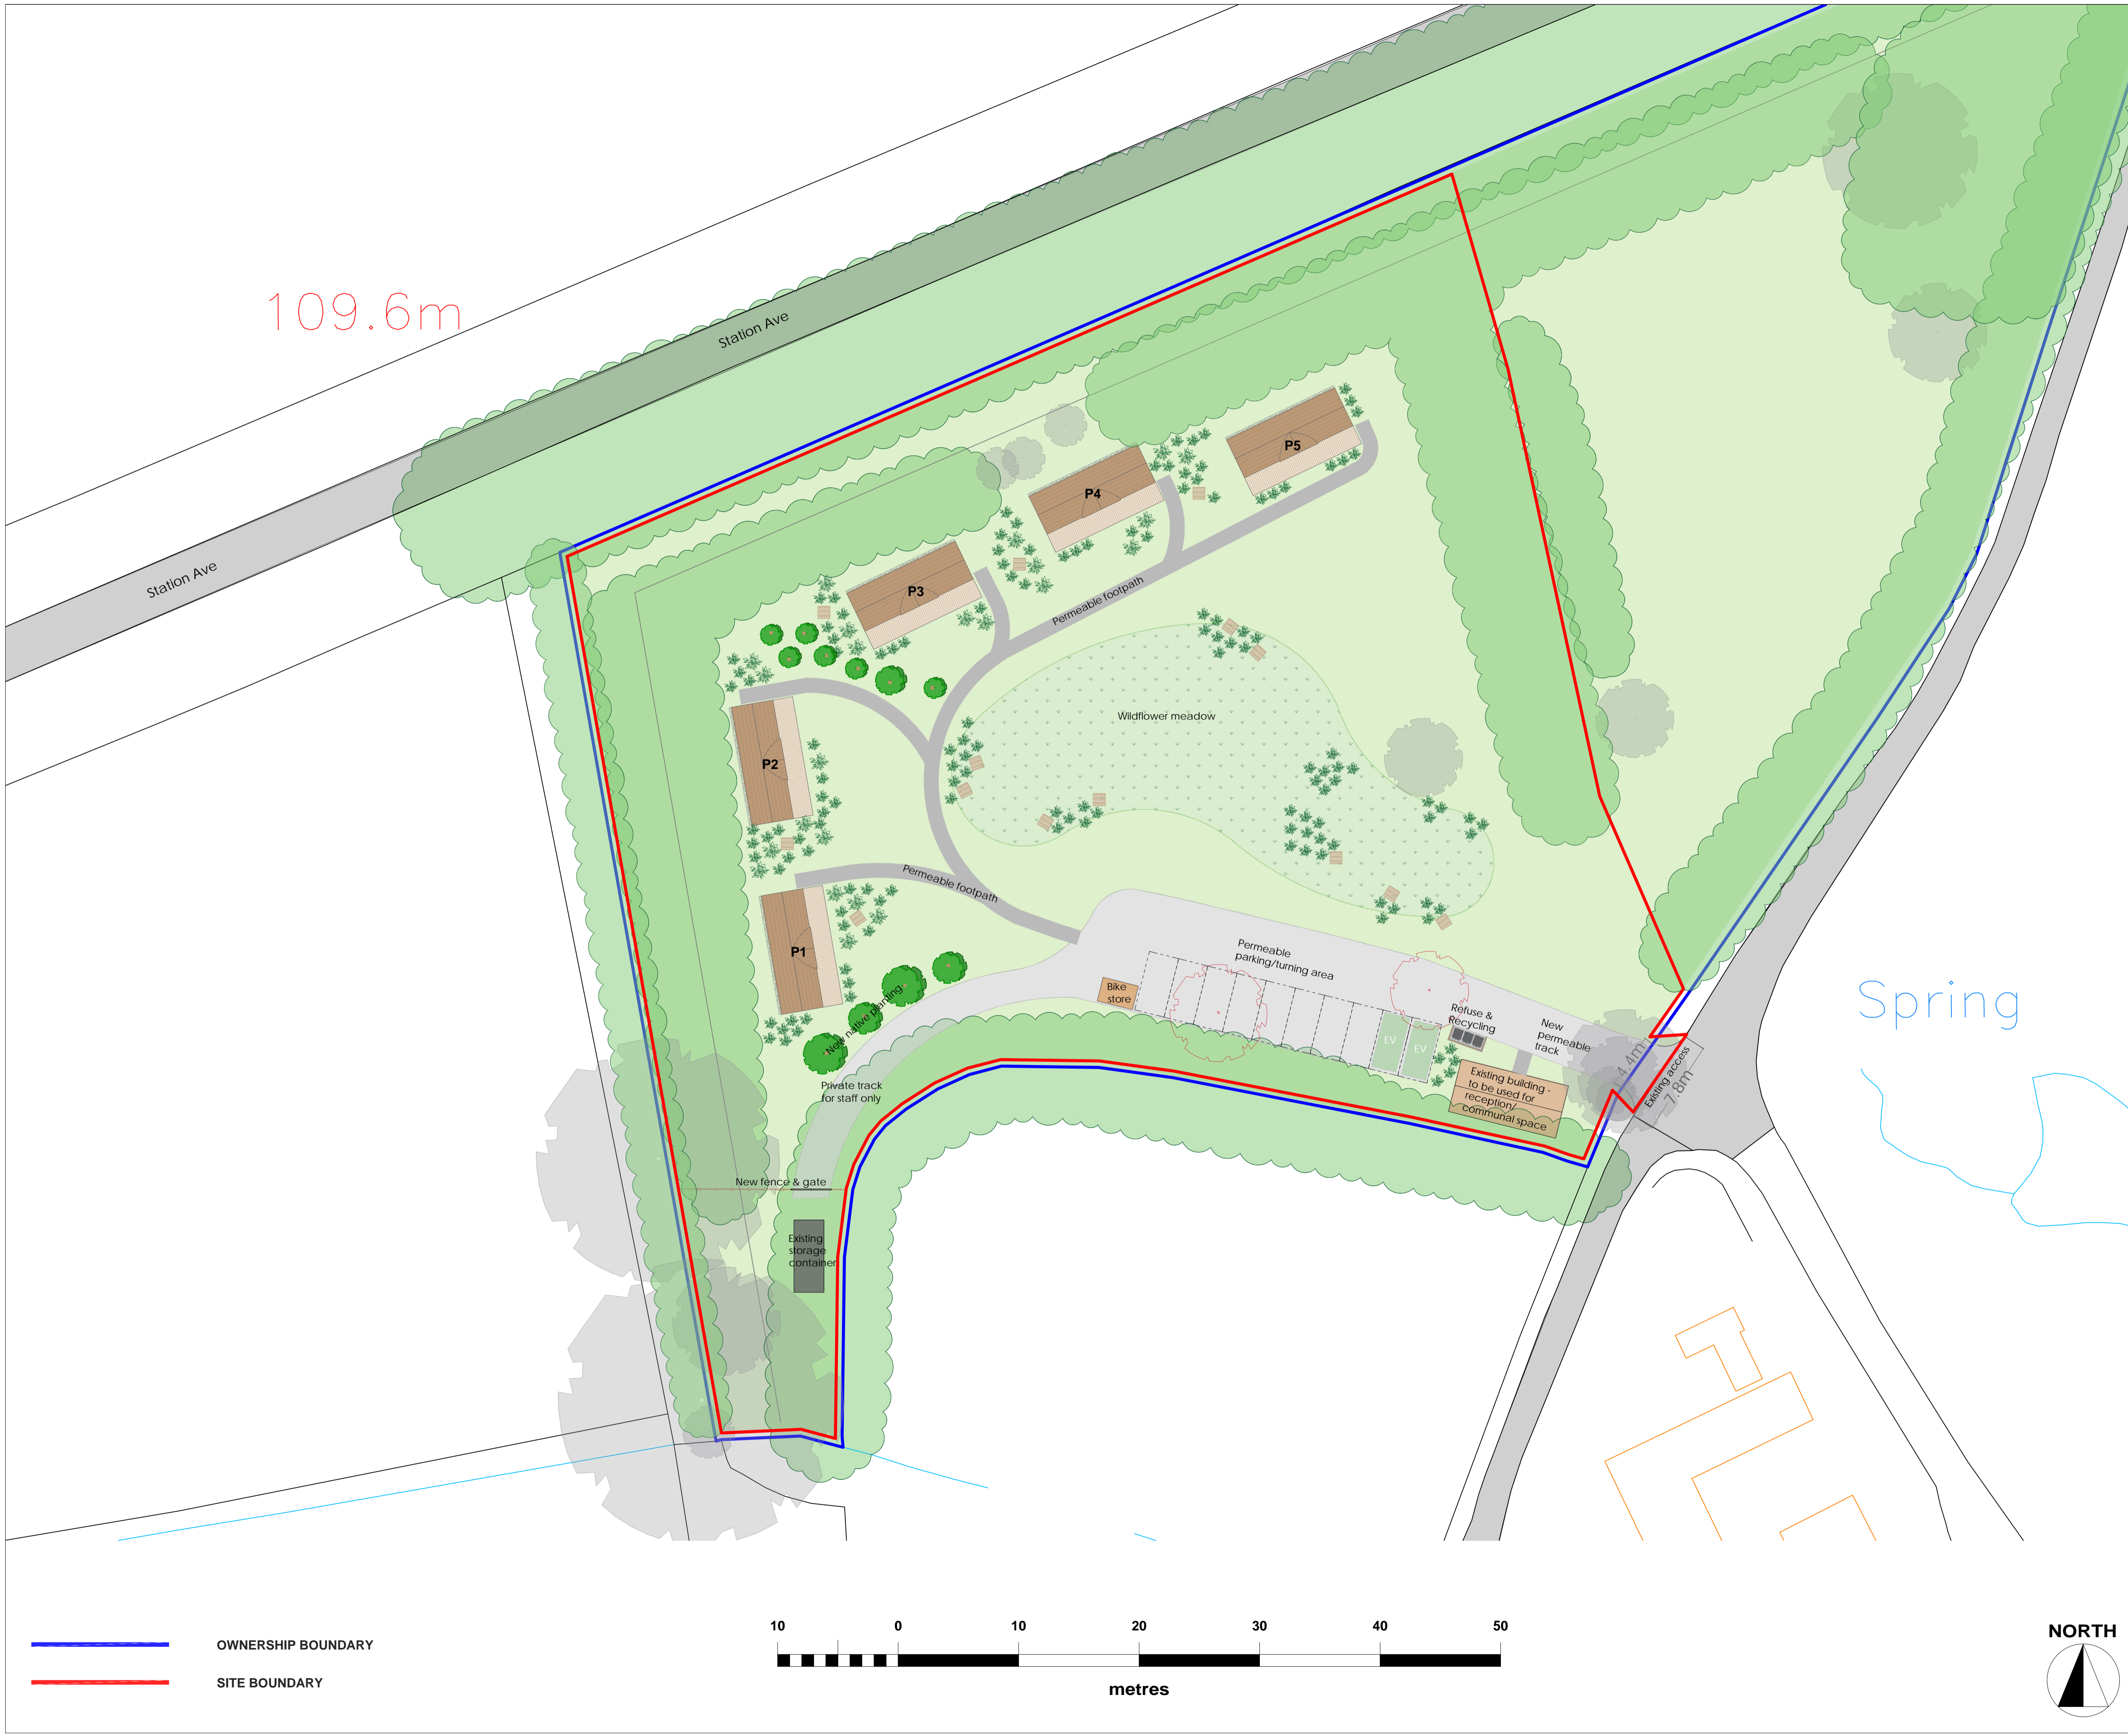 109.6m
Station Ave
Station Ave
P5
P4
P3
Permeable footpath
Wildflower meadow
P2
Permeable footpath
P1
Permeable
parking/turning area
Bike
store
New native planting
Refuse &
Recycling
New
permeable
track
EV
EV
Spring
4.4m
Existing access
7.8m
Existing building -
to be used for
reception/
communal space
Private track
for staff only
New fence & gate
Existing
storage
container
OWNERSHIP BOUNDARY
SITE BOUNDARY
10 0 10 20 30 40 50
metres
NORTH